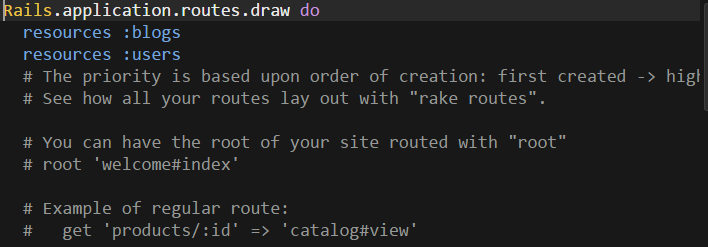 Rails.application.routes.draw do
  resources :blogs
  resources :users
  # The priority is based upon order of creation: first created -> high
  # See how all your routes lay out with "rake routes".

  # You can have the root of your site routed with "root"
  # root 'welcome#index'

  # Example of regular route:
  #   get 'products/:id' => 'catalog#view'